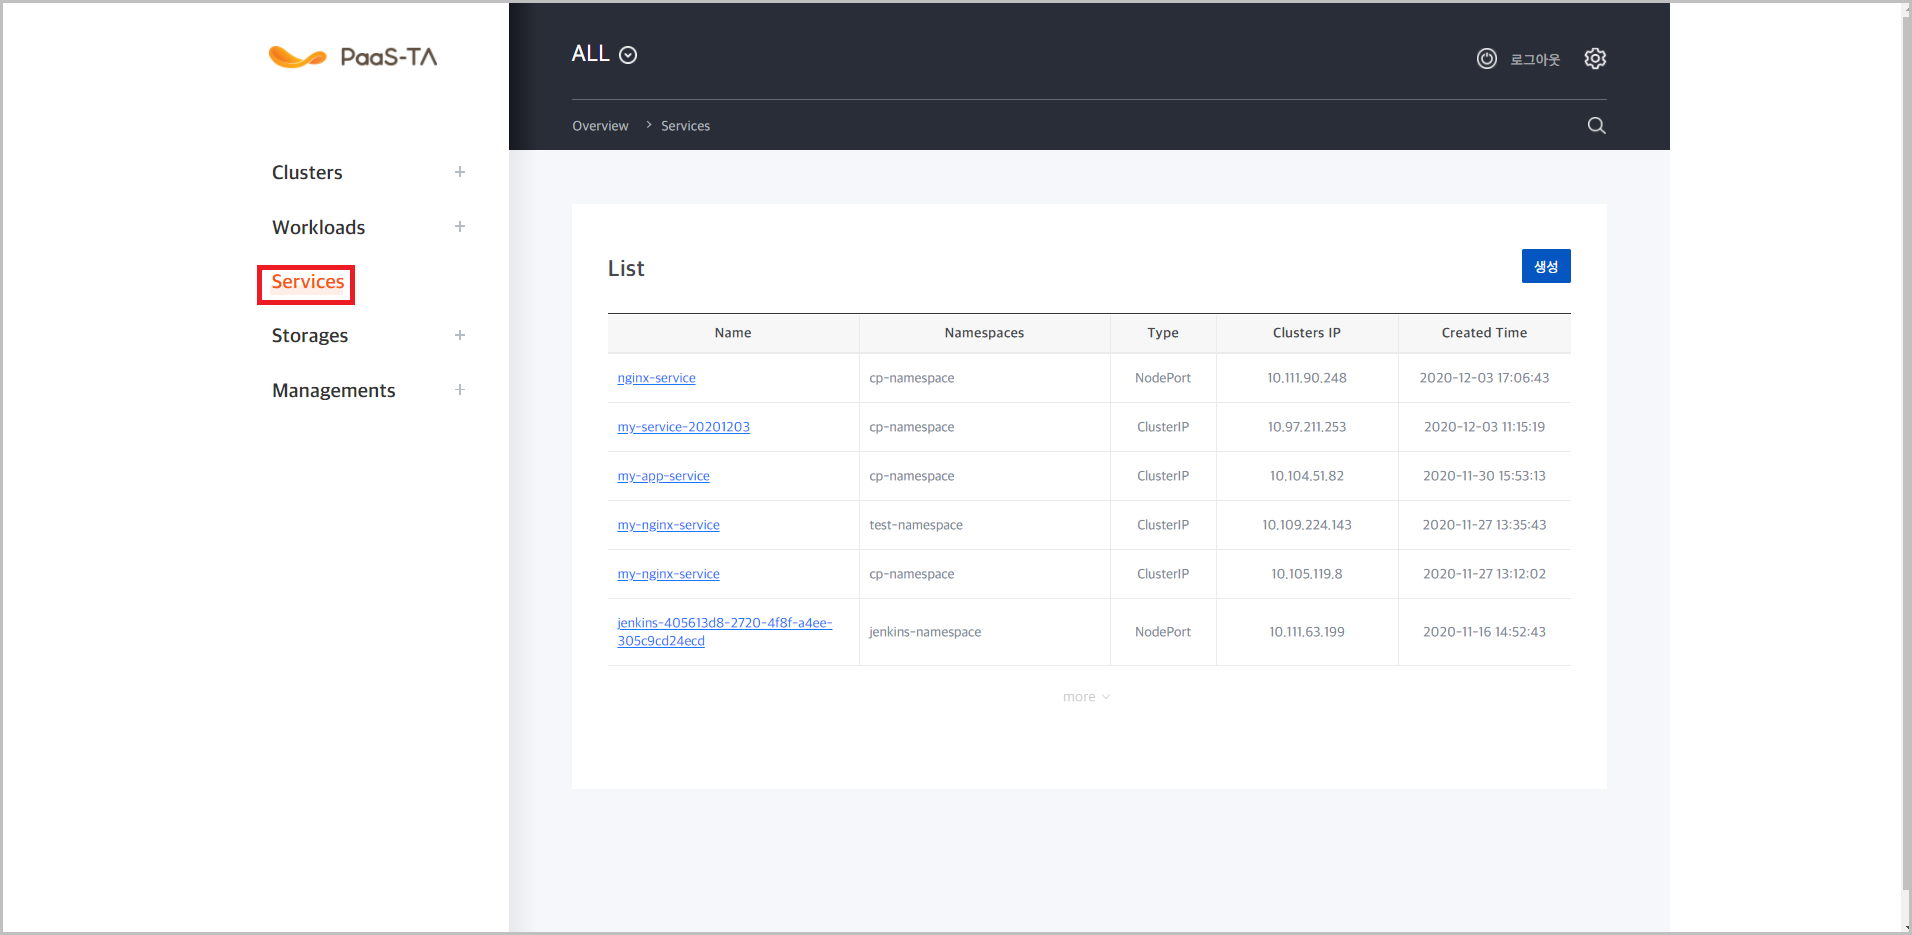 PaaS-TA
ALL
로그아웃
Overview > Services
Clusters +
Workloads +
Services
Storages +
Managements +
List
생성
Name Namespaces Type Clusters IP Created Time
nginx-service cp-namespace NodePort 10.111.90.248 2020-12-03 17:06:43
my-service-20201203 cp-namespace ClusterIP 10.97.211.253 2020-12-03 11:15:19
my-app-service cp-namespace ClusterIP 10.104.51.82 2020-11-30 15:53:13
my-nginx-service test-namespace ClusterIP 10.109.224.143 2020-11-27 13:35:43
my-nginx-service cp-namespace ClusterIP 10.105.119.8 2020-11-27 13:12:02
jenkins-405613d8-2720-4f8f-a4ee-
305c9cd24ecd jenkins-namespace NodePort 10.111.63.199 2020-11-16 14:52:43
more